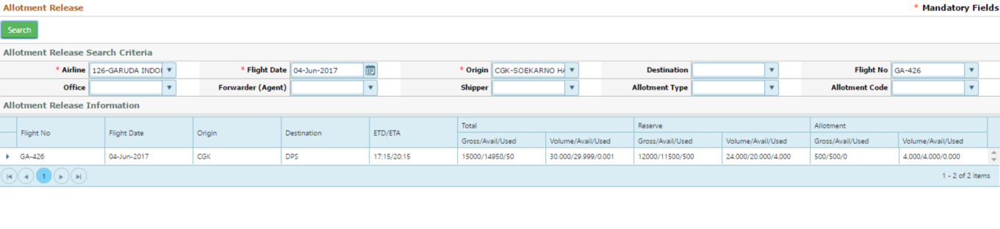 Allotment Release * Mandatory Fields
Search
Allotment Release Search Criteria
* Airline 126-GARUDA INDO * Flight Date 04-Jun-2017 * Origin CGK-SOEKARNO HA Destination Flight No GA-426
Office Forwarder (Agent) Shipper Allotment Type Allotment Code
Allotment Release Information
Total Reserve Allotment
Flight No Flight Date Origin Destination ETD/ETA
Gross/Avail/Used Volume/Avail/Used Gross/Avail/Used Volume/Avail/Used Gross/Avail/Used Volume/Avail/Used
GA-426 04-Jun-2017 CGK DPS 17:15/20:15 15000/14950/50 30.000/29.999/0.001 12000/11500/500 24.000/20.000/4.000 500/500/0 4.000/4.000/0.000
1 1 - 2 of 2 items